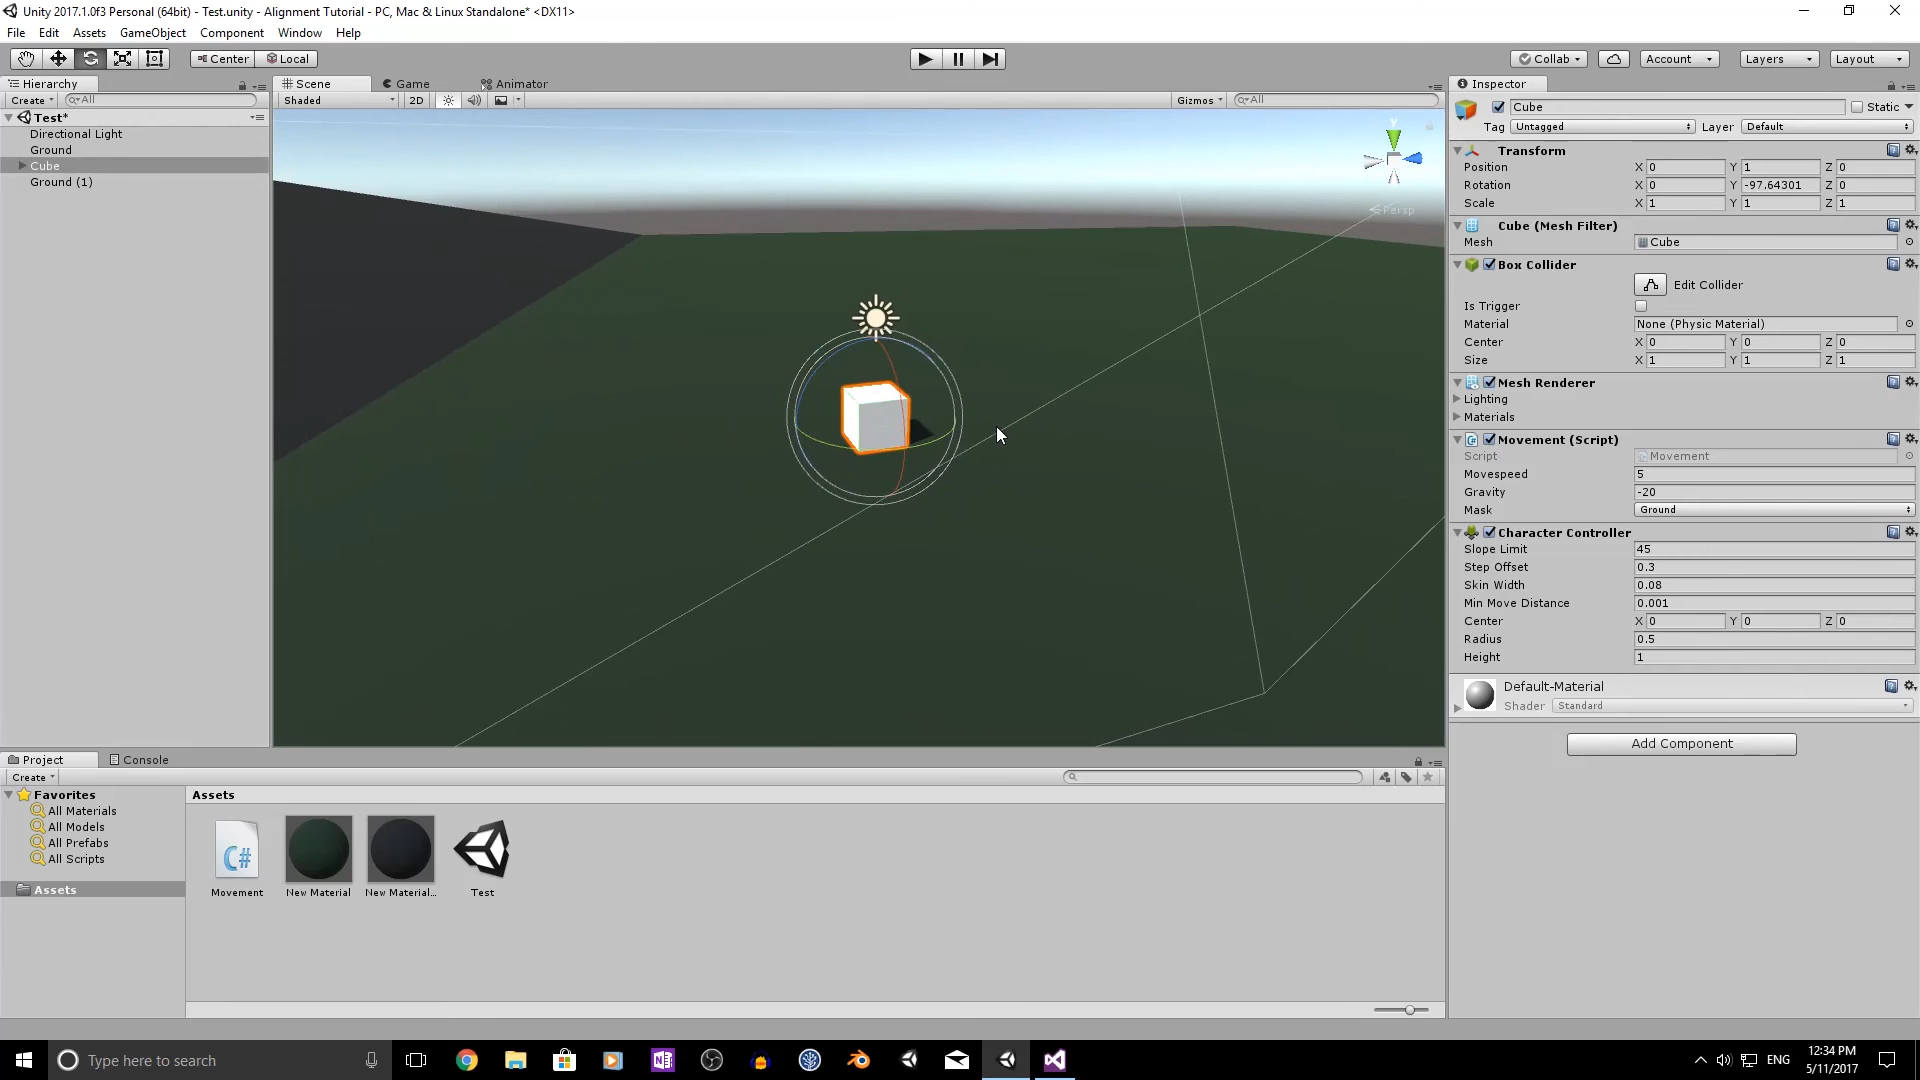 Unity 2017.1.0f3 Personal (64bit) - Test.unity - Alignment Tutorial - PC, Mac & Linux Standalone* <DX11>
File Edit Assets GameObject Component Window Help
Center Local Collab Account Layers Layout
Hierarchy
Create All
Test*
Directional Light
Ground
Cube
Ground (1)
Scene Game Animator
Shaded 2D Gizmos All
y
Persp
Inspector
Cube Static
Tag Untagged Layer Default
Transform
Position X 0 Y 1 Z 0
Rotation X 0 Y -97.64301 Z 0
Scale X 1 Y 1 Z 1
Cube (Mesh Filter)
Mesh Cube
Box Collider
Edit Collider
Is Trigger
Material None (Physic Material)
Center X 0 Y 0 Z 0
Size X 1 Y 1 Z 1
Mesh Renderer
Lighting
Materials
Movement (Script)
Script Movement
Movespeed 5
Gravity -20
Mask Ground
Character Controller
Slope Limit 45
Step Offset 0.3
Skin Width 0.08
Min Move Distance 0.001
Center X 0 Y 0 Z 0
Radius 0.5
Height 1
Default-Material
Shader Standard
Add Component
Project Console
Create
Favorites
All Materials
All Models
All Prefabs
All Scripts
Assets
Assets
C#
Movement New Material New Material... Test
Type here to search
ENG
12:34 PM
5/11/2017